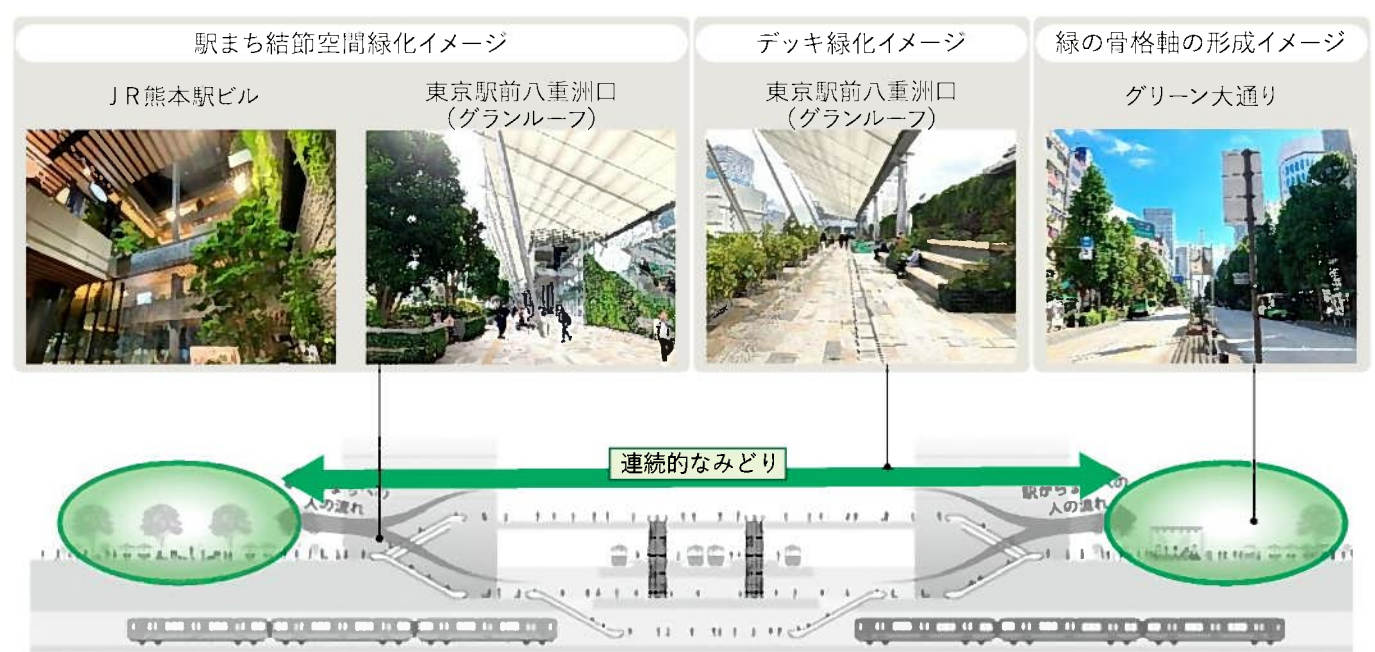 駅まち結節空間緑化イメージ
デッキ緑化イメージ
緑の骨格軸の形成イメージ
JR熊本駅ビル
東京駅前八重洲口
(グランルーフ)
東京駅前八重洲口
(グランルーフ)
グリーン大通り
連続的なみどり
人の流れ
駅から
人の流れ